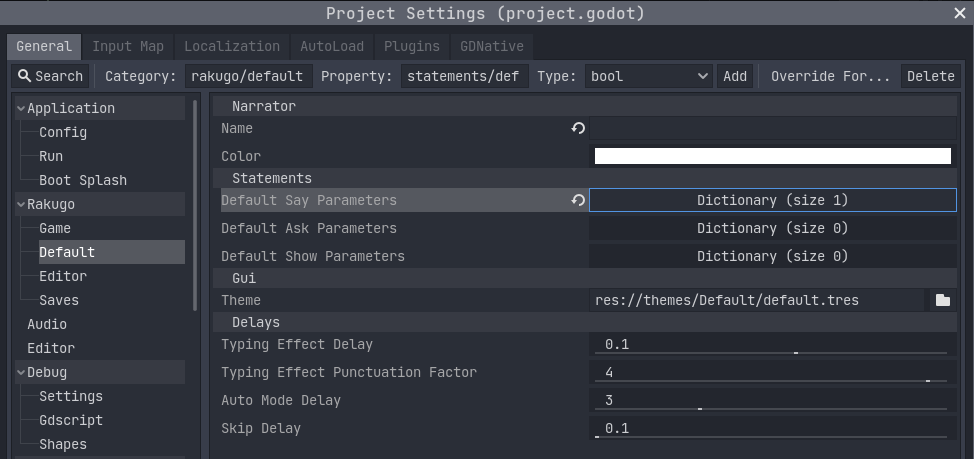 Project Settings (project.godot)
General Input Map Localization AutoLoad Plugins GDNative
Search Category: rakugo/default Property: statements/def Type: bool Add Override For... Delete
Application
Config
Run
Boot Splash
Rakugo
Game
Default
Editor
Saves
Audio
Editor
Debug
Settings
Gdscript
Shapes
Narrator
Name
Color
Statements
Default Say Parameters Dictionary (size 1)
Default Ask Parameters Dictionary (size 0)
Default Show Parameters Dictionary (size 0)
Gui
Theme res://themes/Default/default.tres
Delays
Typing Effect Delay 0.1
Typing Effect Punctuation Factor 4
Auto Mode Delay 3
Skip Delay 0.1